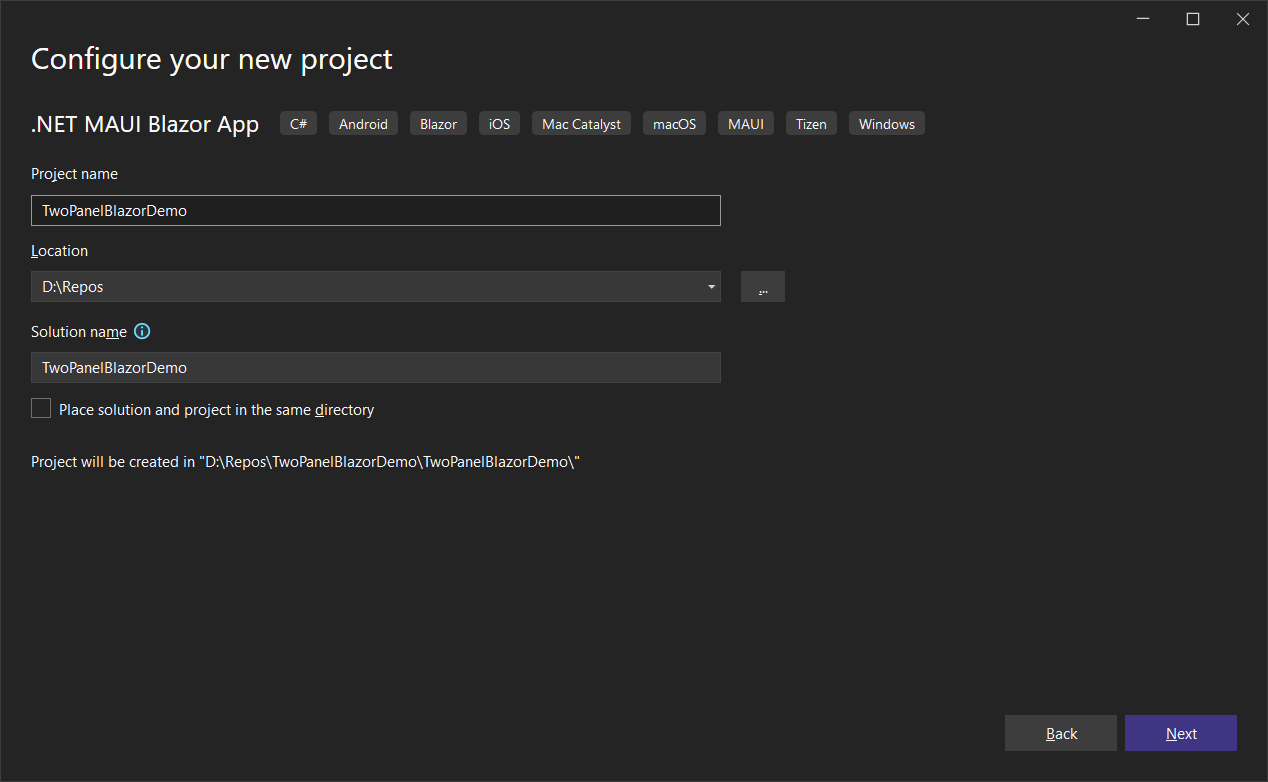 Configure your new project
.NET MAUI Blazor App C# Android Blazor iOS Mac Catalyst macOS MAUI Tizen Windows
Project name
TwoPanelBlazorDemo
Location
D:\Repos ...
Solution name
TwoPanelBlazorDemo
Place solution and project in the same directory
Project will be created in "D:\Repos\TwoPanelBlazorDemo\TwoPanelBlazorDemo\"
Back Next